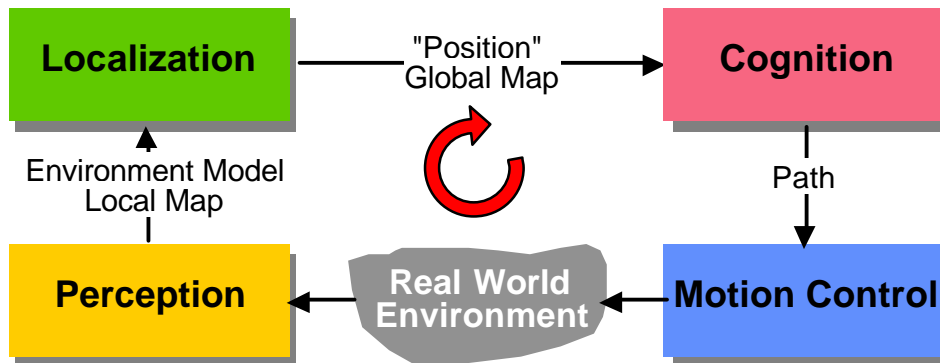 Localization
"Position"
Global Map
Cognition
Environment Model
Local Map
Path
Perception
Real World
Environment
Motion Control